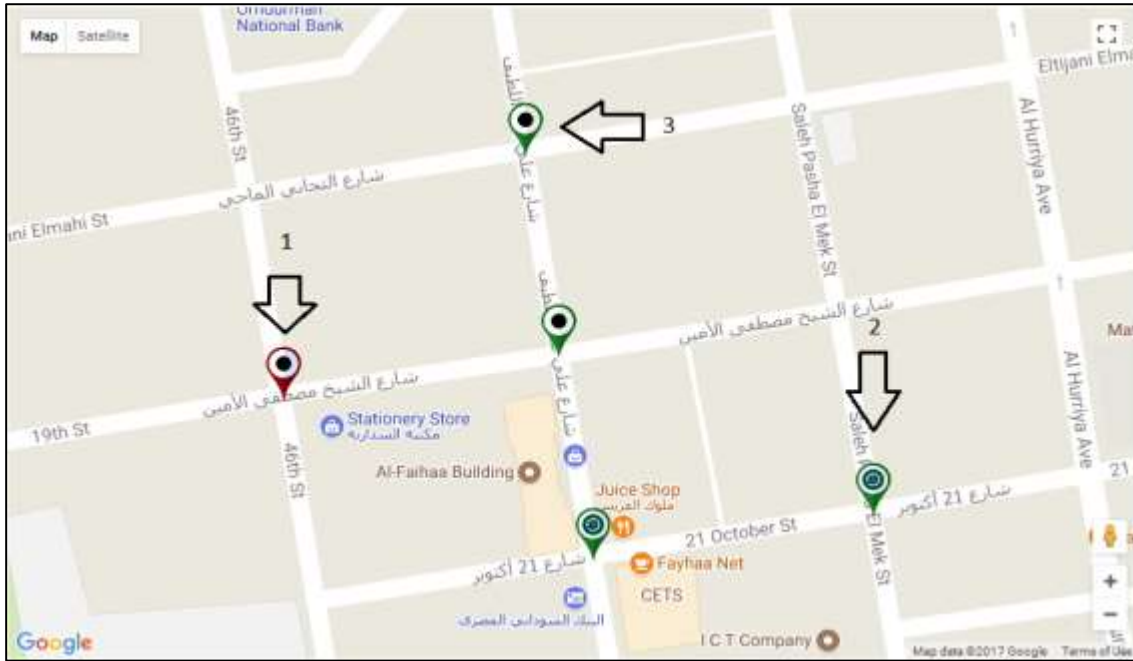 Map Satellite
Omdurman
National Bank
Eltijani Elma
46th St
شارع علي
Saleh Pasha El Mek St
Al Hurriya Ave
3
شارع التجاني الماحي
ni Elmahi St
1
شارع الشيخ مصطفى الأمين
2
Mat
شارع الشيخ مصطفى الأمين
19th St
Stationery Store
شارع علي
Al Hurriya Ave
46th St
Al-Faihaa Building
Juice Shop
El Mek St
شارع 21 أكتوبر
21
21 October St
شارع 21 أكتوبر
Fayhaa Net
CETS
البنك السوداني المصري
I C T Company
Google
Map data ©2017 Google Terms of Use